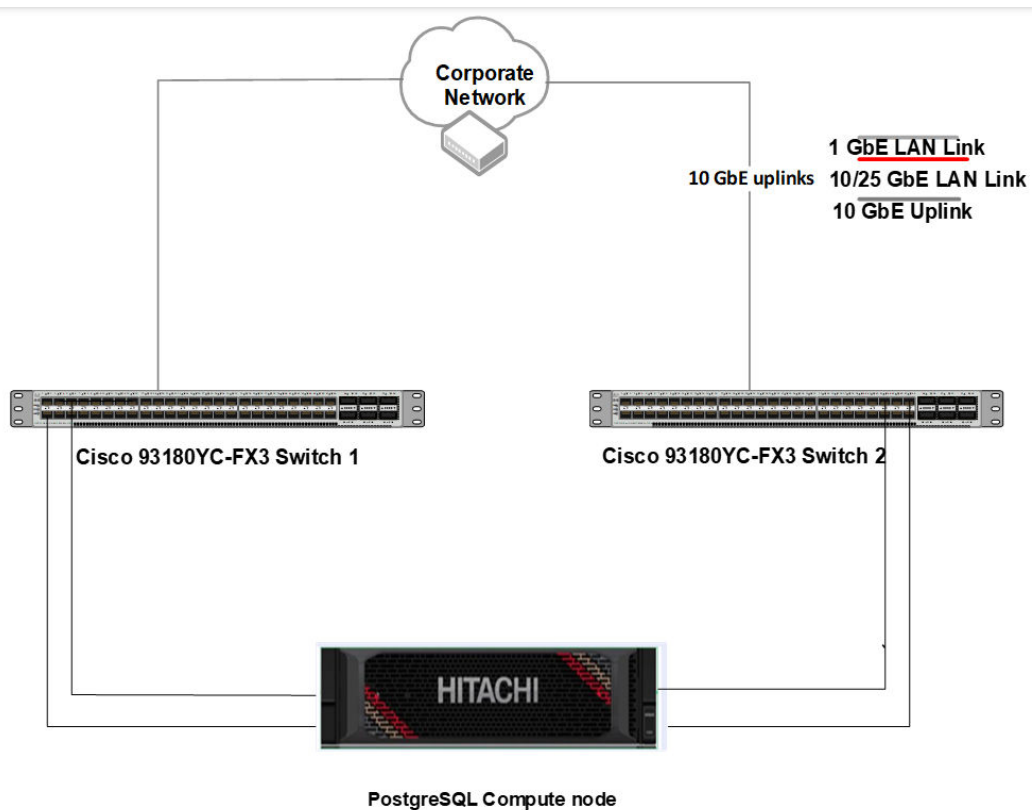 Corporate
Network
1 GbE LAN Link
10 GbE uplinks
10/25 GbE LAN Link
10 GbE Uplink
Cisco 93180YC-FX3 Switch 1
Cisco 93180YC-FX3 Switch 2
HITACHI
PostgreSQL Compute node